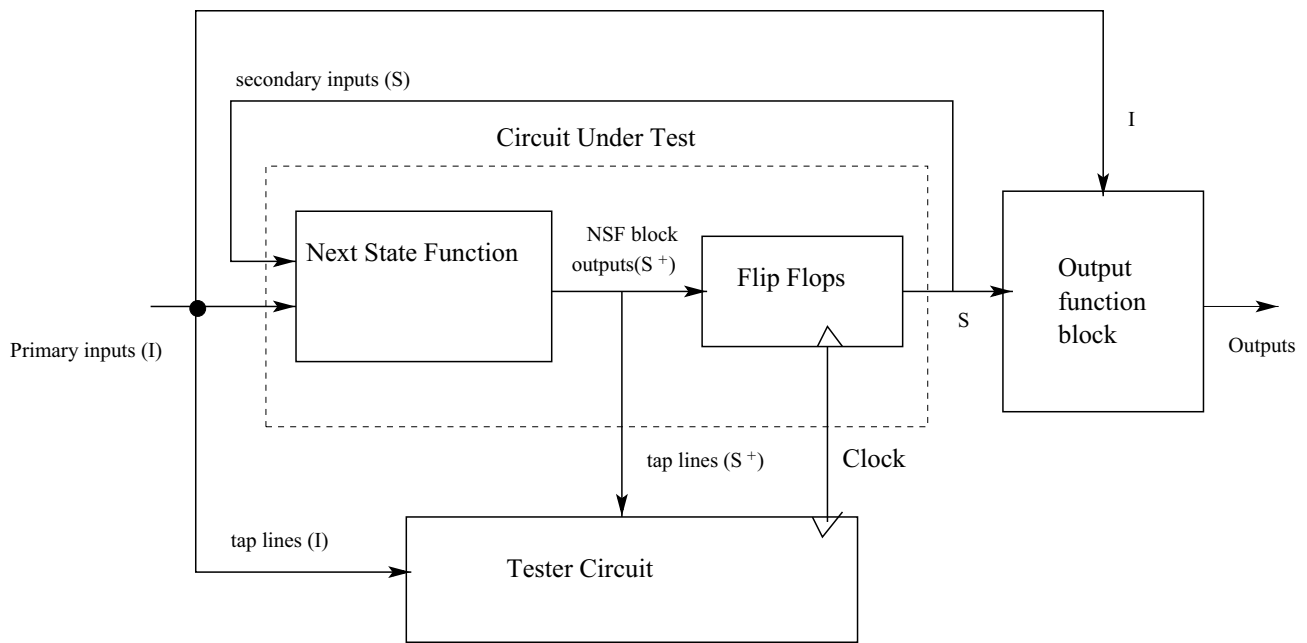 secondary inputs (S)
I
Circuit Under Test
Next State Function
NSF block
outputs(S +)
Flip Flops
Output
function
block
S
Primary inputs (I)
Outputs
tap lines (S +)
Clock
tap lines (I)
Tester Circuit